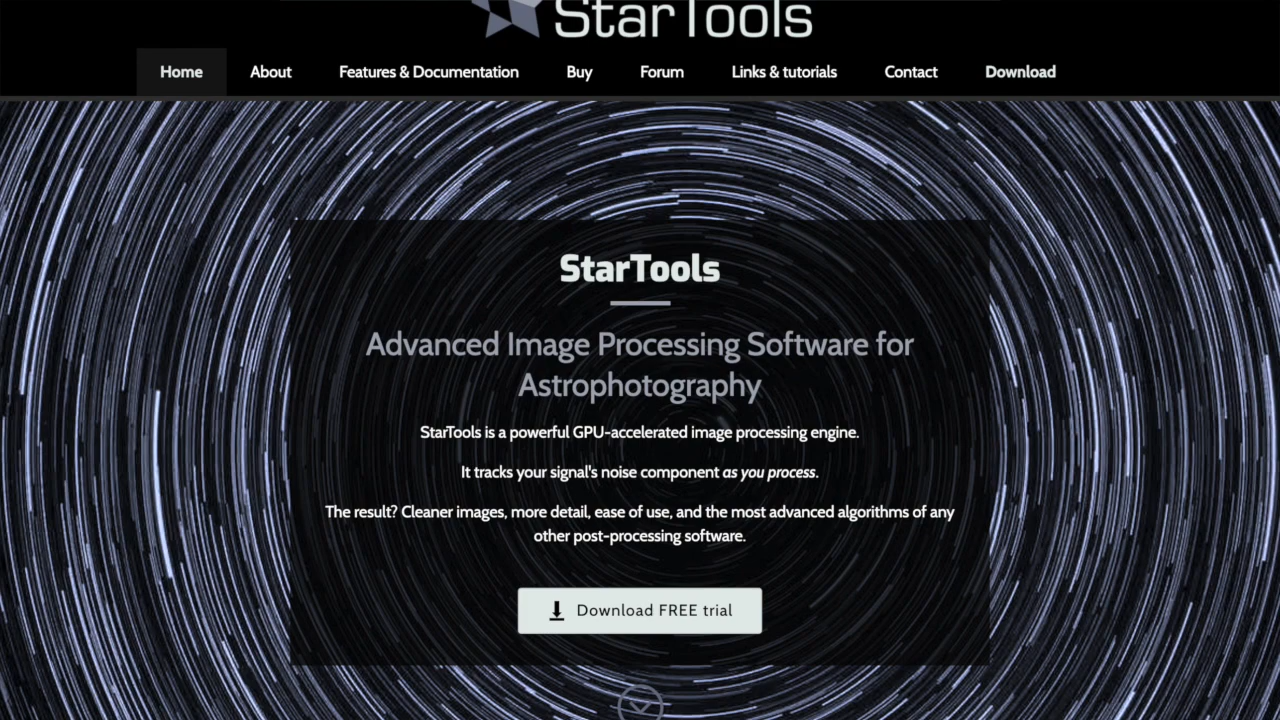 StarTools
Home
About
Features & Documentation
Buy
Forum
Links & tutorials
Contact
Download
StarTools
Advanced Image Processing Software for
Astrophotography
StarTools is a powerful GPU-accelerated image processing engine.
It tracks your signal's noise component as you process.
The result? Cleaner images, more detail, ease of use, and the most advanced algorithms of any
other post-processing software.
Download FREE trial